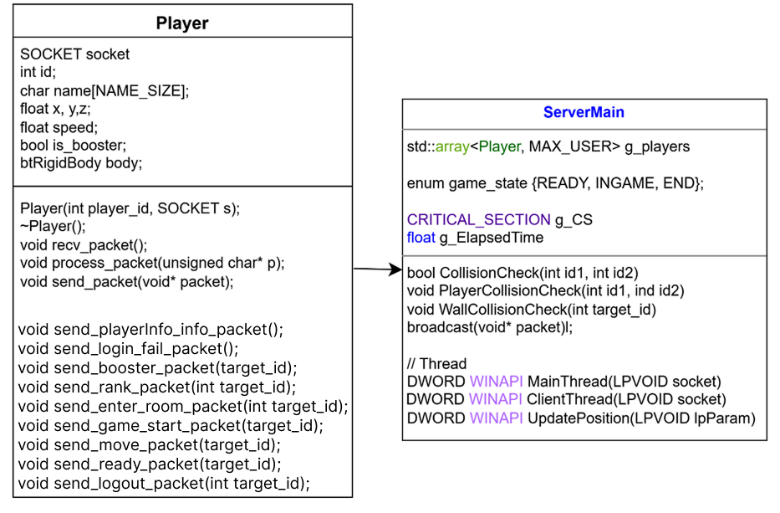 Player
SOCKET socket
int id;
char name[NAME_SIZE];
float x, y,z;
float speed;
bool is_booster;
btRigidBody body;
Player(int player_id, SOCKET s);
~Player();
void recv_packet();
void process_packet(unsigned char* p);
void send_packet(void* packet);
void send_playerInfo_info_packet();
void send_login_fail_packet();
void send_booster_packet(target_id);
void send_rank_packet(int target_id);
void send_enter_room_packet(int target_id);
void send_game_start_packet(target_id);
void send_move_packet(target_id);
void send_ready_packet(target_id);
void send_logout_packet(int target_id);
ServerMain
std::array<Player, MAX_USER> g_players
enum game_state {READY, INGAME, END};
CRITICAL_SECTION g_CS
float g_ElapsedTime
bool CollisionCheck(int id1, int id2)
void PlayerCollisionCheck(int id1, ind id2)
void WallCollisionCheck(int target_id)
broadcast(void* packet)l;
// Thread
DWORD WINAPI MainThread(LPVOID socket)
DWORD WINAPI ClientThread(LPVOID socket)
DWORD WINAPI UpdatePosition(LPVOID lpParam)